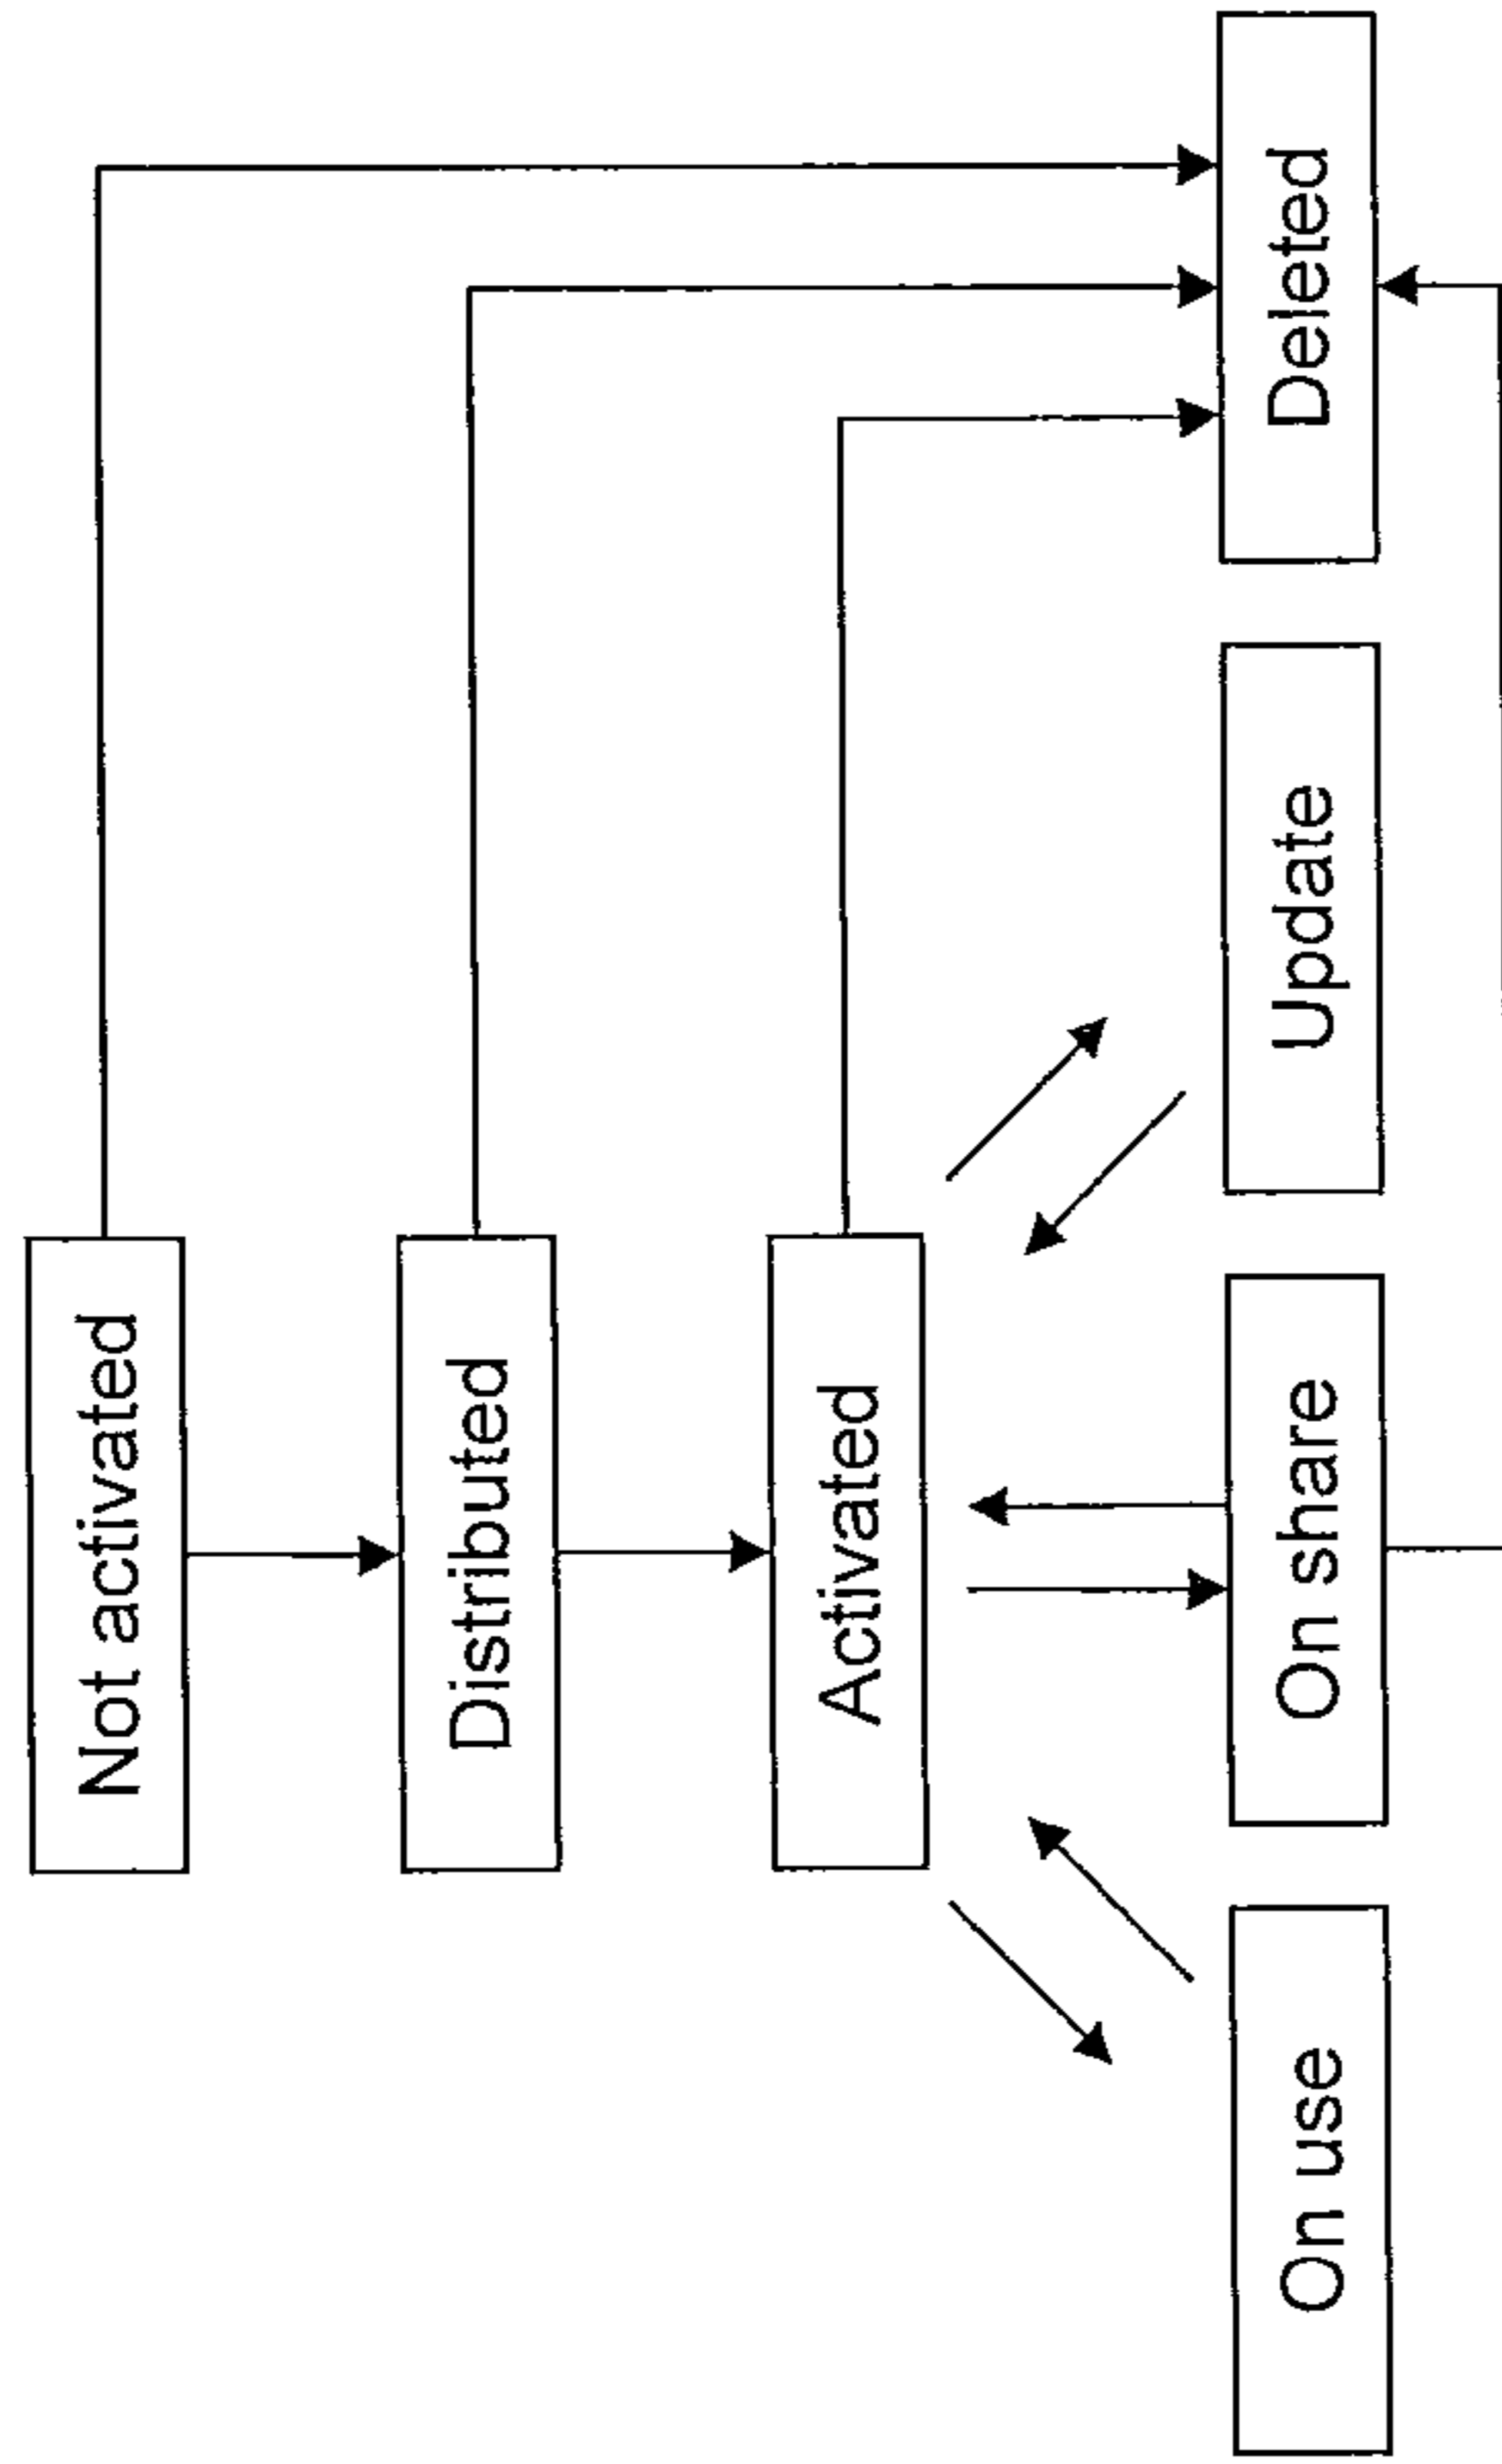 Not activated
Distributed
Activated
On use
On share
Update
Deleted